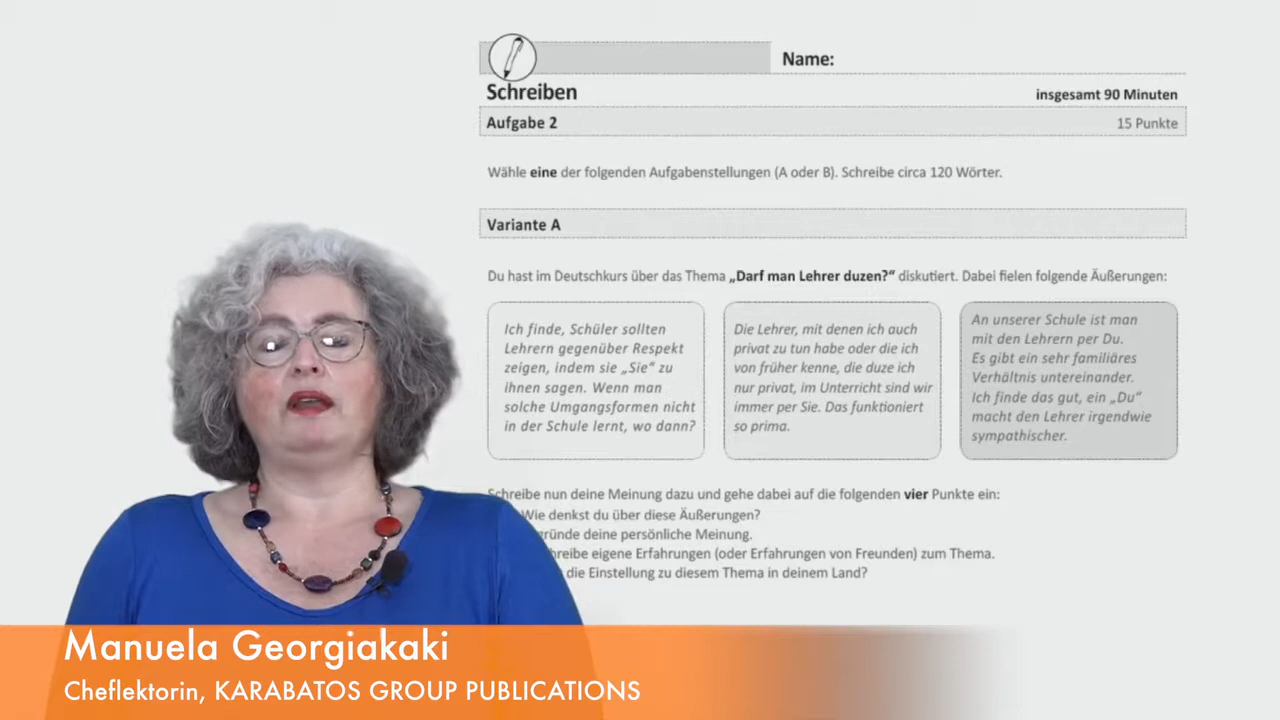 Name:
Schreiben
insgesamt 90 Minuten
Aufgabe 2
15 Punkte
Wähle eine der folgenden Aufgabenstellungen (A oder B). Schreibe circa 120 Wörter.
Variante A
Du hast im Deutschkurs über das Thema „Darf man Lehrer duzen?“ diskutiert. Dabei fielen folgende Äußerungen:
Ich finde, Schüler sollten
Lehrern gegenüber Respekt
zeigen, indem sie „Sie“ zu
ihnen sagen. Wenn man
solche Umgangsformen nicht
in der Schule lernt, wo dann?
Die Lehrer, mit denen ich auch
privat zu tun habe oder die ich
von früher kenne, die duze ich
nur privat, im Unterricht sind wir
immer per Sie. Das funktioniert
so prima.
An unserer Schule ist man
mit den Lehrern per Du.
Es gibt ein sehr familiäres
Verhältnis untereinander.
Ich finde das gut, ein „Du“
macht den Lehrer irgendwie
sympathischer.
Schreibe nun deine Meinung dazu und gehe dabei auf die folgenden vier Punkte ein:
Wie denkst du über diese Äußerungen?
gründe deine persönliche Meinung.
hreibe eigene Erfahrungen (oder Erfahrungen von Freunden) zum Thema.
die Einstellung zu diesem Thema in deinem Land?
Manuela Georgiakaki
Cheflektorin, KARABATOS GROUP PUBLICATIONS